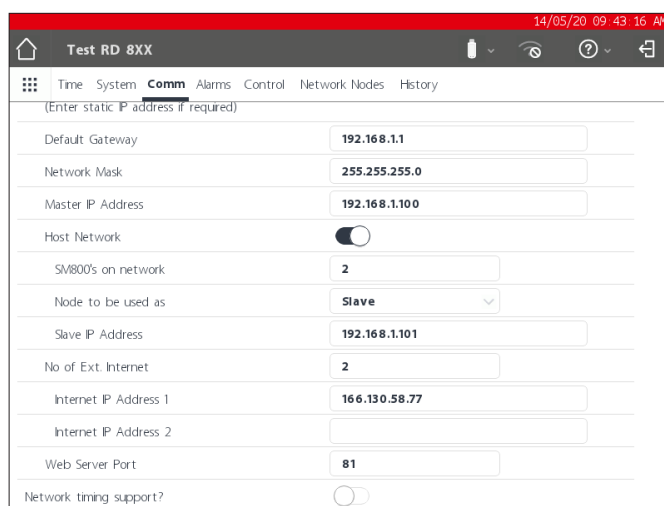 14/05/20 09:43:16 AM
Test RD 8XX
Time System Comm Alarms Control Network Nodes History
(Enter static IP address if required)
Default Gateway 192.168.1.1
Network Mask 255.255.255.0
Master IP Address 192.168.1.100
Host Network
SM800's on network 2
Node to be used as Slave
Slave IP Address 192.168.1.101
No of Ext. Internet 2
Internet IP Address 1 166.130.58.77
Internet IP Address 2
Web Server Port 81
Network timing support?